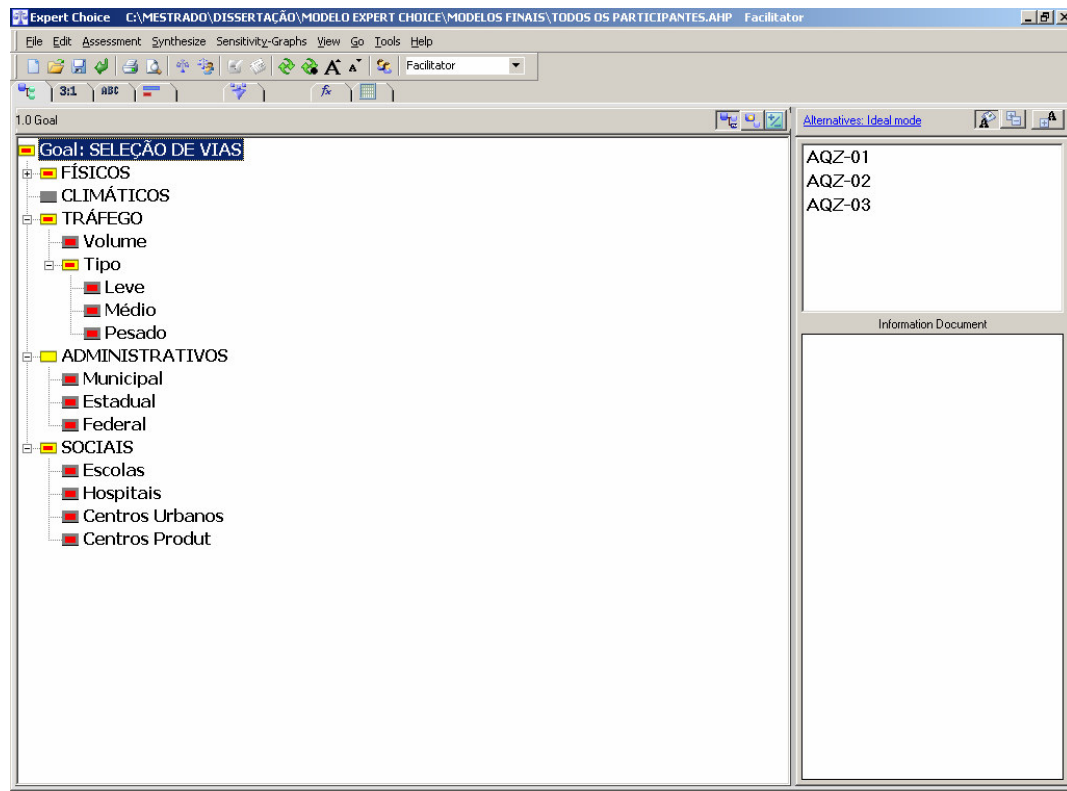 Expert Choice C:\MESTRADO\DISSERTAÇÃO\MODELO EXPERT CHOICE\MODELOS FINAIS\TODOS OS PARTICIPANTES.AHP Facilitator
File Edit Assessment Synthesize Sensitivity-Graphs View Go Tools Help
A A Facilitator
3:1 ABC fx
1.0 Goal
Alternatives: Ideal mode
A A
Goal: SELEÇÃO DE VIAS
FÍSICOS
CLIMÁTICOS
TRÁFEGO
Volume
Tipo
Leve
Médio
Pesado
ADMINISTRATIVOS
Municipal
Estadual
Federal
SOCIAIS
Escolas
Hospitais
Centros Urbanos
Centros Produt
AQZ-01
AQZ-02
AQZ-03
Information Document